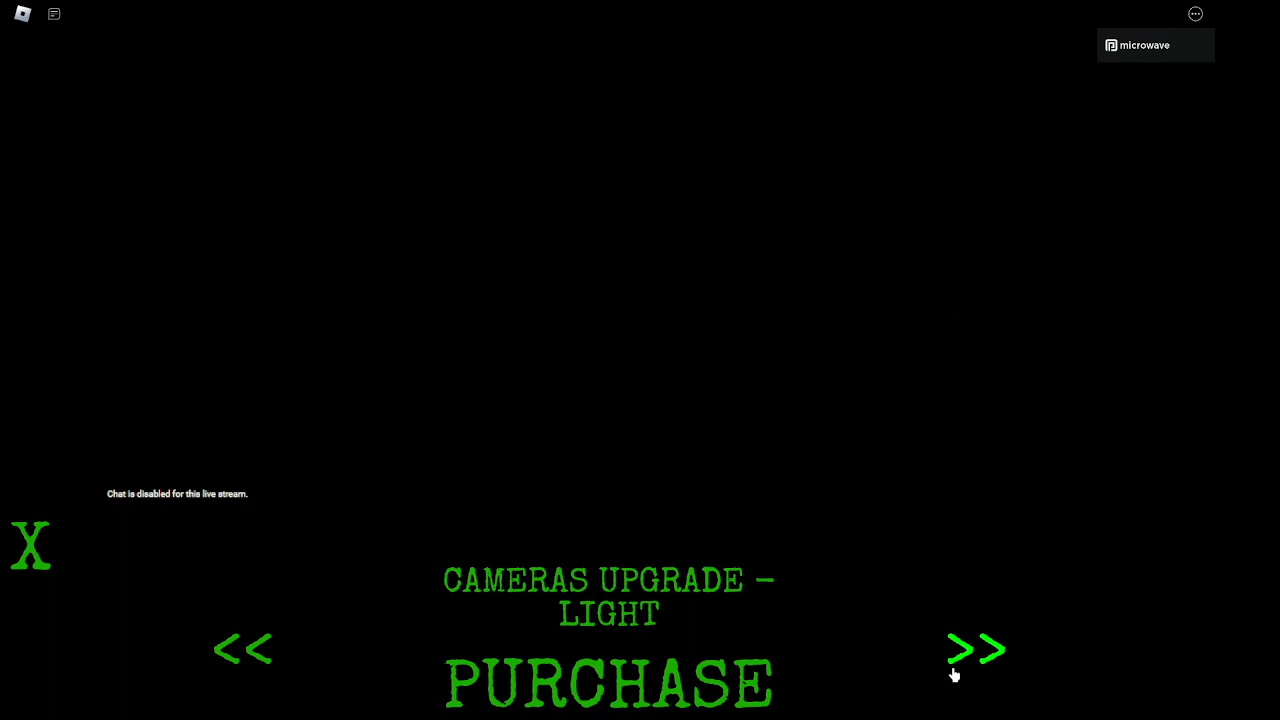 microwave
Chat is disabled for this live stream.
X
CAMERAS UPGRADE –
LIGHT
<< >>
PURCHASE